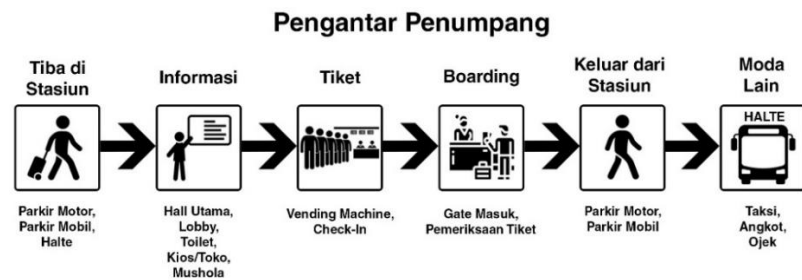 Pengantar Penumpang
Tiba di
Stasiun
Informasi
Tiket
Boarding
Keluar dari
Stasiun
Moda
Lain
HALTE
Parkir Motor,
Parkir Mobil,
Halte
Hall Utama,
Lobby,
Toilet,
Kios/Toko,
Mushola
Vending Machine,
Check-In
Gate Masuk,
Pemeriksaan Tiket
Parkir Motor,
Parkir Mobil
Taksi,
Angkot,
Ojek